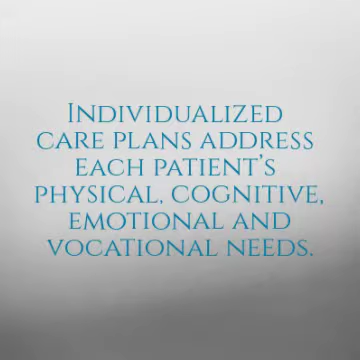 Individualized
care plans address
each patient's
physical, cognitive,
emotional and
vocational needs.